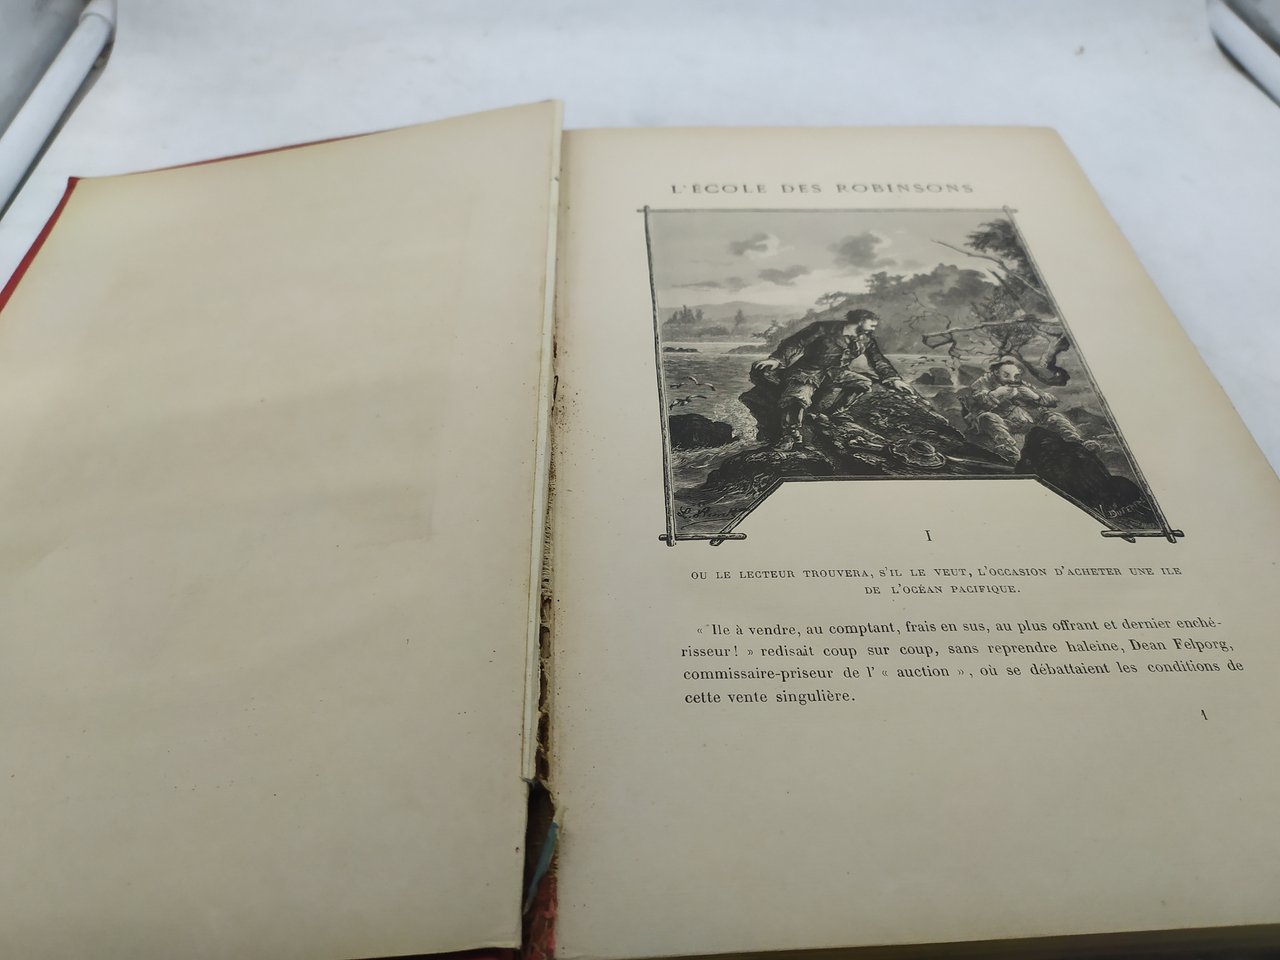 L'ÉCOLE DES ROBINSONS
I
OU LE LECTEUR TROUVERA, S'IL LE VEUT, L'OCCASION D'ACHETER UNE ILE
DE L'OCÉAN PACIFIQUE.
« Ile à vendre, au comptant, frais en sus, au plus offrant et dernier enché-
risseur! » redisait coup sur coup, sans reprendre haleine, Dean Felporg,
commissaire-priseur de l' « auction », où se débattaient les conditions de
cette vente singulière.
1